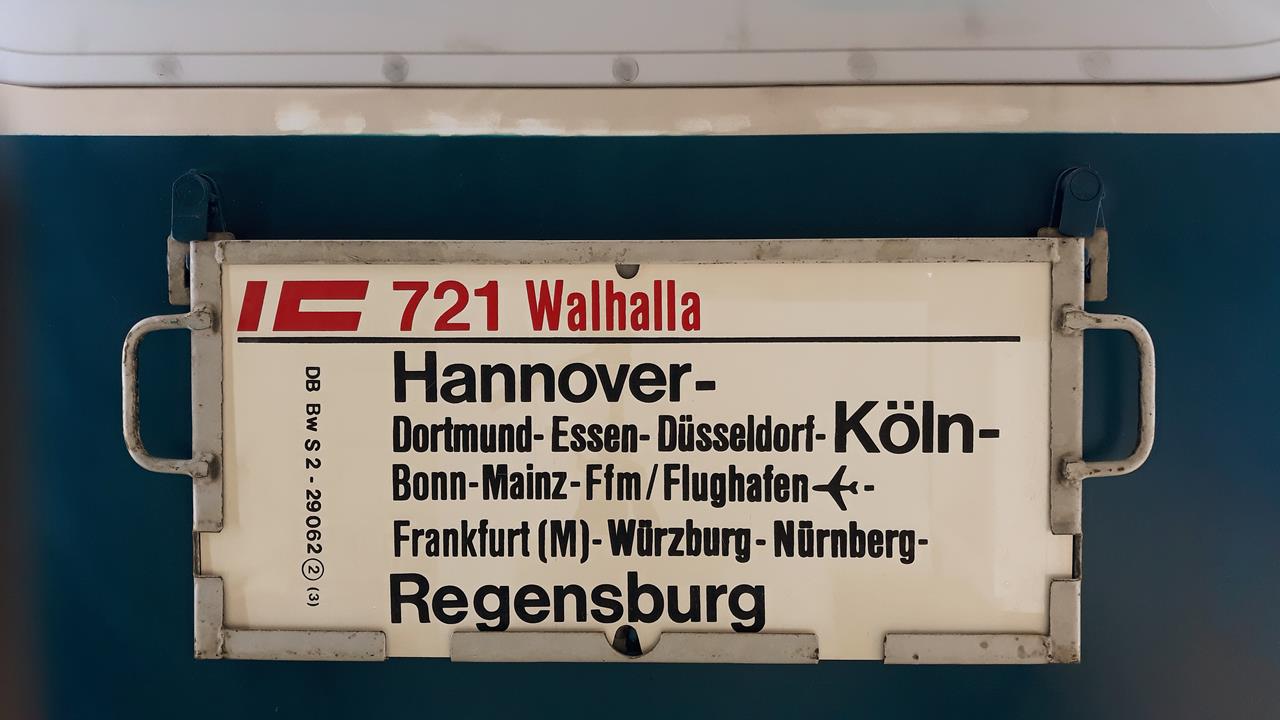 IC 721 Walhalla
Hannover-
Dortmund- Essen- Düsseldorf- Köln-
Bonn-Mainz-Ffm/Flughafen -
Frankfurt (M)- Würzburg- Nürnberg-
Regensburg
DB Bw S 2 - 29062 (2) (3)